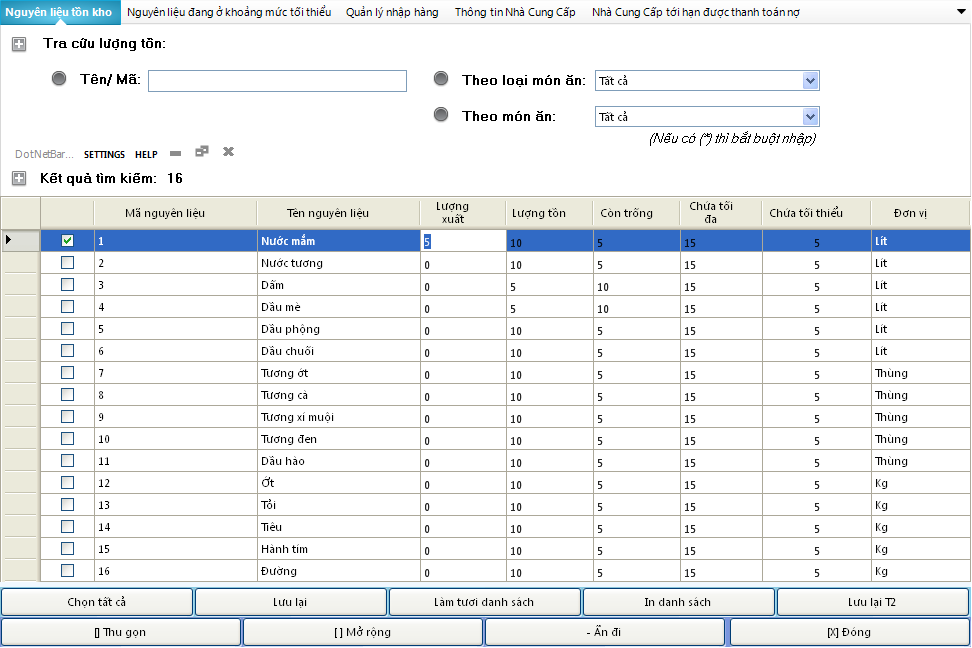 Nguyên liệu tồn kho Nguyên liệu đang ở khoảng mức tối thiểu Quản lý nhập hàng Thông tin Nhà Cung Cấp Nhà Cung Cấp tới hạn được thanh toán nợ
Tra cứu lượng tồn:
Tên/ Mã: Theo loại món ăn: Tất cả
Theo món ăn: Tất cả
(Nếu có (*) thì bắt buột nhập)
DotNetBar... SETTINGS HELP
Kết quả tìm kiếm: 16
Mã nguyên liệu Tên nguyên liệu Lượng xuất Lượng tồn Còn trống Chứa tối đa Chứa tối thiểu Đơn vị
1 Nước mắm 5 10 5 15 5 Lít
2 Nước tương 0 10 5 15 5 Lít
3 Dấm 0 5 10 15 5 Lít
4 Dầu mè 0 5 10 15 5 Lít
5 Dầu phộng 0 10 5 15 5 Lít
6 Dầu chuối 0 10 5 15 5 Lít
7 Tương ớt 0 10 5 15 5 Thùng
8 Tương cà 0 10 5 15 5 Thùng
9 Tương xí muội 0 10 5 15 5 Thùng
10 Tương đen 0 10 5 15 5 Thùng
11 Dầu hào 0 10 5 15 5 Thùng
12 Ớt 0 10 5 15 5 Kg
13 Tỏi 0 10 5 15 5 Kg
14 Tiêu 0 10 5 15 5 Kg
15 Hành tím 0 10 5 15 5 Kg
16 Đường 0 10 5 15 5 Kg
Chọn tất cả Lưu lại Làm tươi danh sách In danh sách Lưu lại T2
[] Thu gọn [ ] Mở rộng - Ẩn đi [X] Đóng